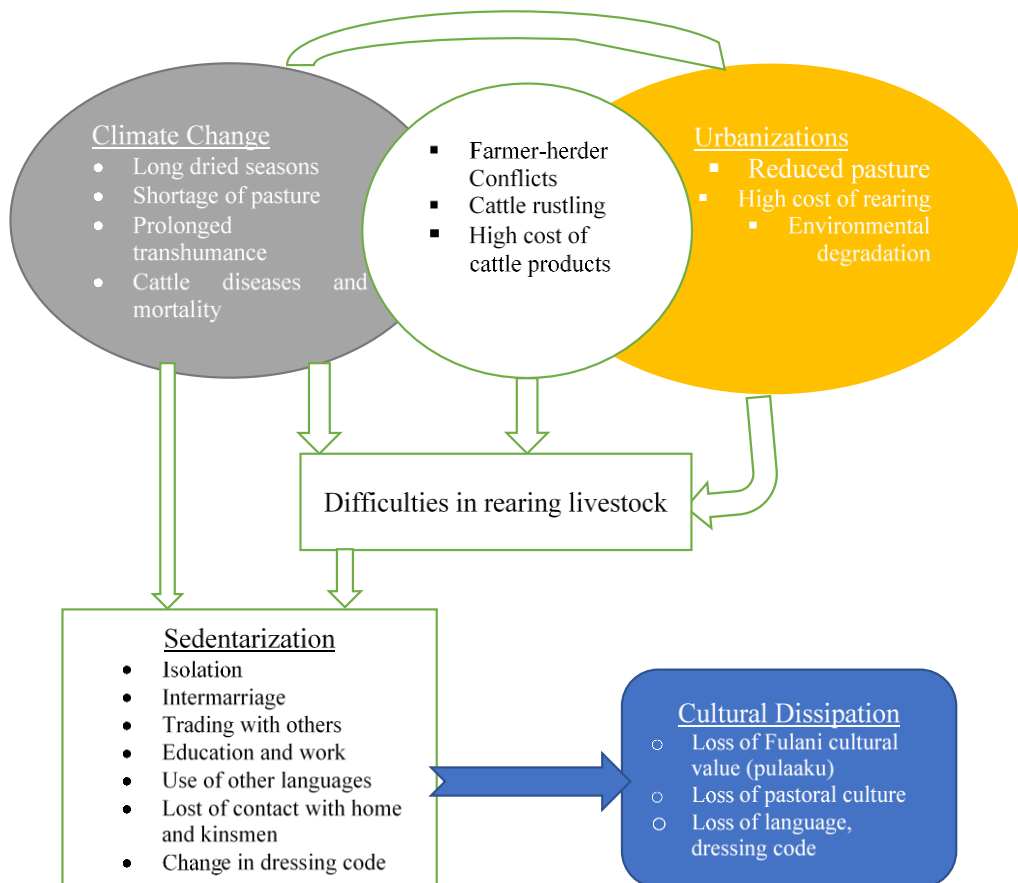 Climate Change
● Long dried seasons
● Shortage of pasture
● Prolonged
transhumance
● Cattle diseases and
mortality
▪ Farmer-herder
Conflicts
▪ Cattle rustling
▪ High cost of
cattle products
Urbanizations
▪ Reduced pasture
▪ High cost of rearing
▪ Environmental
degradation
Difficulties in rearing livestock
Sedentarization
● Isolation
● Intermarriage
● Trading with others
● Education and work
● Use of other languages
● Lost of contact with home
and kinsmen
● Change in dressing code
Cultural Dissipation
○ Loss of Fulani cultural
value (pulaaku)
○ Loss of pastoral culture
○ Loss of language,
dressing code